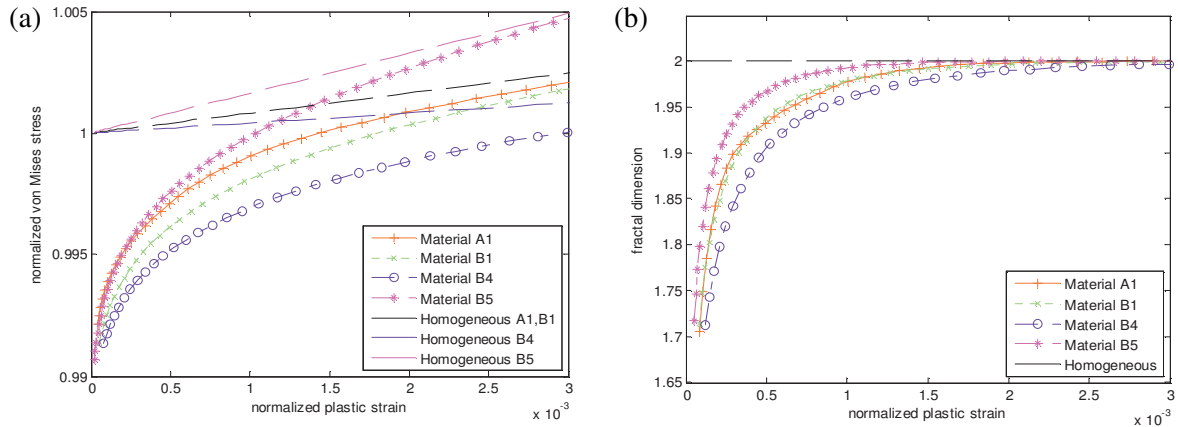 (a)
1.005
1
0.995
0.99
normalized von Mises stress
0
0.5
1
1.5
2
2.5
3
x 10⁻³
normalized plastic strain
Material A1
Material B1
Material B4
Material B5
Homogeneous A1,B1
Homogeneous B4
Homogeneous B5
(b)
2
1.95
1.9
1.85
1.8
1.75
1.7
1.65
fractal dimension
0
0.5
1
1.5
2
2.5
3
x 10⁻³
normalized plastic strain
Material A1
Material B1
Material B4
Material B5
Homogeneous